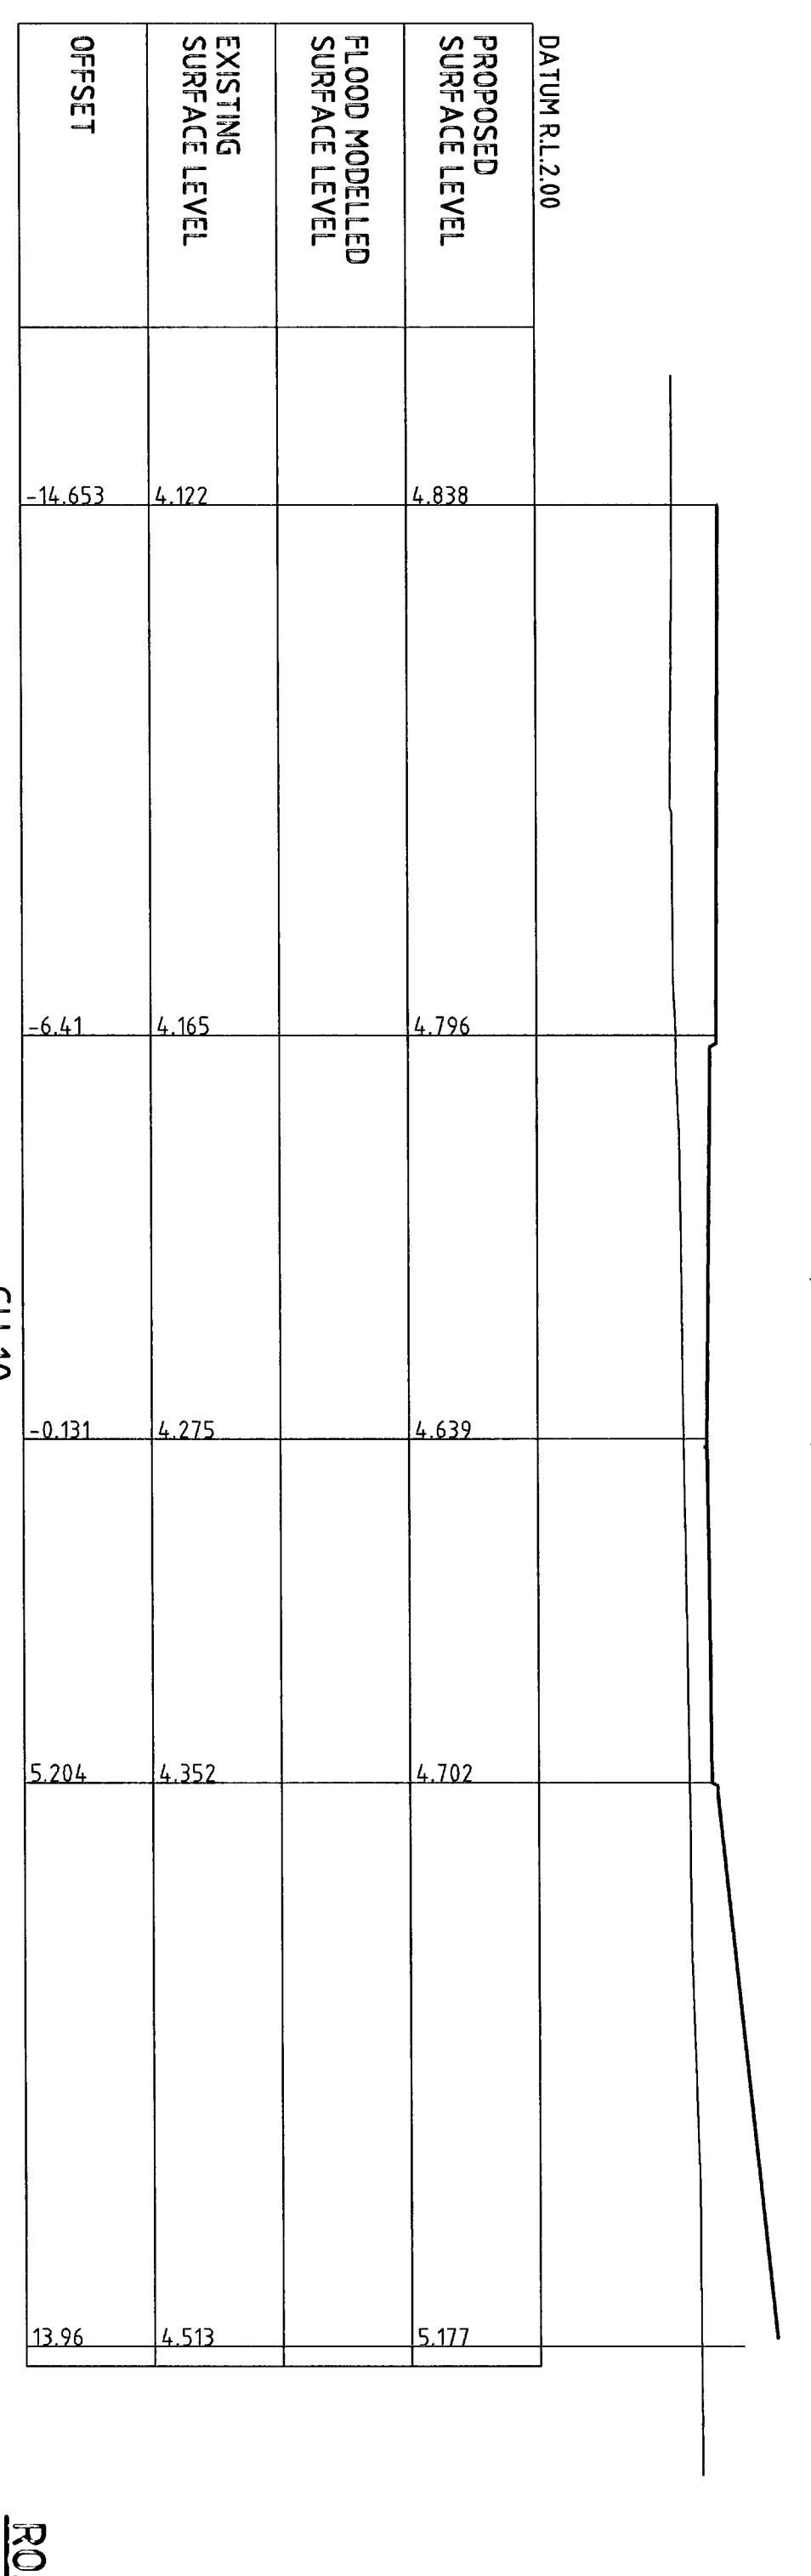 DATUM R.L.2.00
PROPOSED
SURFACE LEVEL
4.838
4.796
4.639
4.702
5.177
FLOOD MODELLED
SURFACE LEVEL
EXISTING
SURFACE LEVEL
4.122
4.165
4.275
4.352
4.513
OFFSET
-14.653
-6.41
-0.131
5.204
13.96